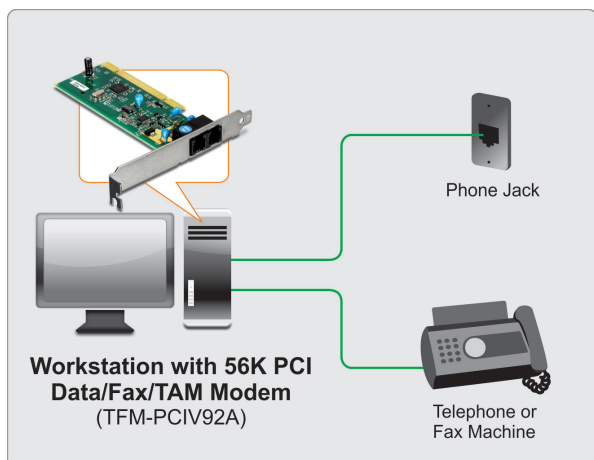 Phone Jack
Workstation with 56K PCI
Data/Fax/TAM Modem
(TFM-PCIV92A)
Telephone or
Fax Machine